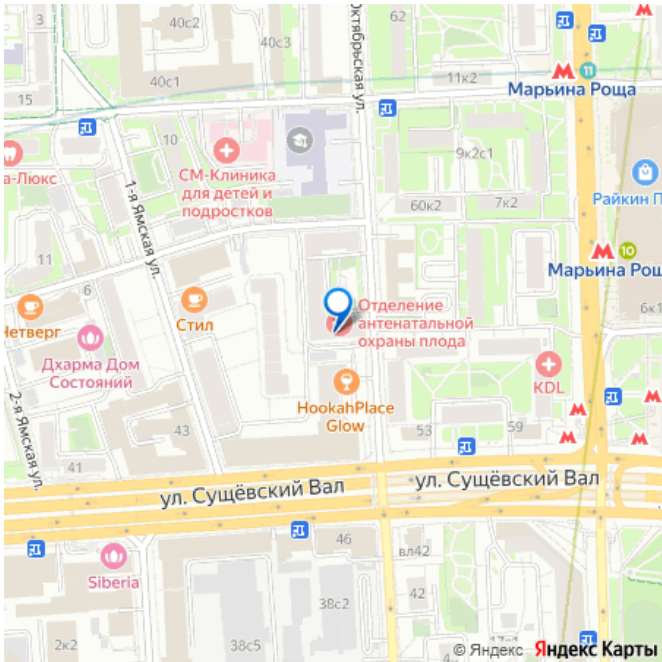 62
40с2
40с3
Октябрьская ул.
40с1
11к2
11
Марьина Роща
15
10
СМ-Клиника
для детей и
подростков
а-Люкс
9к2с1
Райкин П
1-я Ямская ул.
60к2
7к2
10
Марьина Рощ
11
6
Четверг
Стил
Отделение
антенатальной
охраны плода
6к1
Дхарма Дом
Состояний
KDL
HookahPlace
Glow
2-я Ямская ул.
43
53
59
41
ул. Сущёвский Вал
ул. Сущёвский Вал
46
вл42
Siberia
42
38с2
2к2
38с5
© Яндекс Яндекс Карты